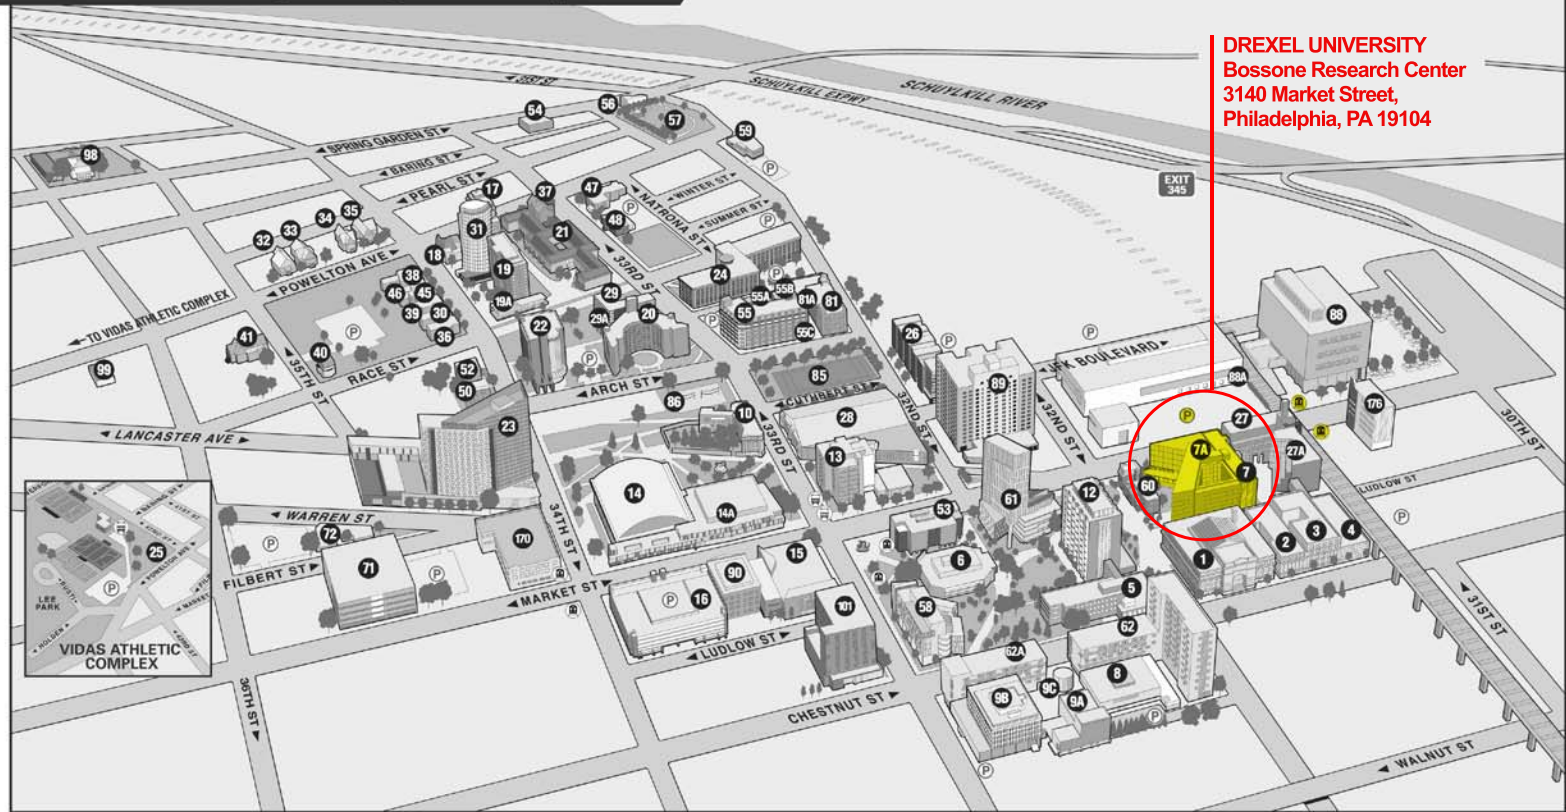 DREXEL UNIVERSITY
Bossone Research Center
3140 Market Street,
Philadelphia, PA 19104
SCHUYLKILL EXPWY
SCHUYLKILL RIVER
EXIT
345
54
56
57
59
98
SPRING GARDEN ST
BARING ST
PEARL ST
17
37
47
NATRONA ST
WINTER ST
SUMMER ST
P
P
P
48
32
33
34
35
31
21
18
19
33RD ST
POWELTON AVE
TO VIDAS ATHLETIC COMPLEX
38
46
45
39
30
36
19A
29
29A
20
22
24
P
55A
55B
55
81A
81
55C
P
41
99
P
40
35TH ST
RACE ST
52
50
P
ARCH ST
26
P
89
P
JFK BOULEVARD
88
88A
85
CUTHBERT ST
86
10
33RD ST
28
32ND ST
32ND ST
P
27
176
30TH ST
LANCASTER AVE
23
13
7A
7
27A
60
LUDLOW ST
P
14
14A
61
12
53
WARREN ST
34TH ST
170
72
P
FILBERT ST
71
P
MARKET ST
15
90
P
16
6
1
2
3
4
5
58
101
62
LUDLOW ST
31ST ST
25
P
LEE
PARK
HOLDEN
POWELTON AVE
VIDAS ATHLETIC
COMPLEX
36TH ST
62A
9C
8
9B
9A
P
CHESTNUT ST
P
WALNUT ST